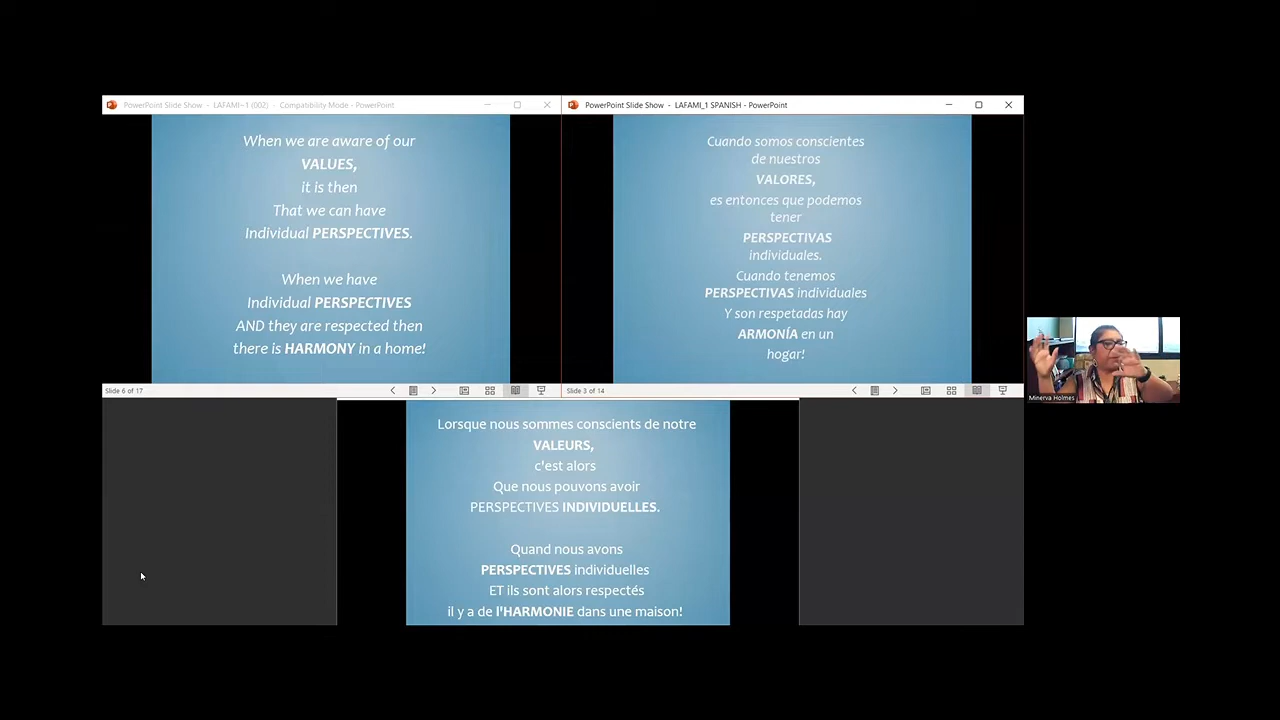 PowerPoint Slide Show - LAFAMI~1 (002) - Compatibility Mode - PowerPoint
When we are aware of our
VALUES,
it is then
That we can have
Individual PERSPECTIVES.
When we have
Individual PERSPECTIVES
AND they are respected then
there is HARMONY in a home!
Slide 6 of 17
PowerPoint Slide Show - LAFAMI_1 SPANISH - PowerPoint
Cuando somos conscientes
de nuestros
VALORES,
es entonces que podemos
tener
PERSPECTIVAS
individuales.
Cuando tenemos
PERSPECTIVAS individuales
Y son respetadas hay
ARMONÍA en un
hogar!
Slide 3 of 14
Minerva Holmes
Lorsque nous sommes conscients de notre
VALEURS,
c'est alors
Que nous pouvons avoir
PERSPECTIVES INDIVIDUELLES.
Quand nous avons
PERSPECTIVES individuelles
ET ils sont alors respectés
il y a de l'HARMONIE dans une maison!